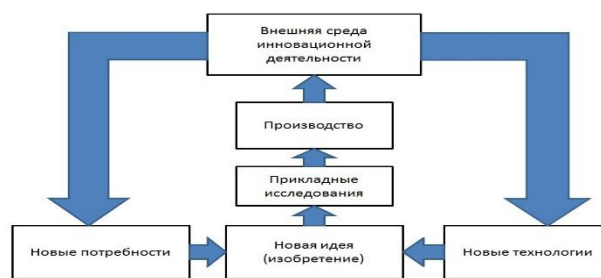 Внешняя среда
инновационной
деятельности
Производство
Прикладные
исследования
Новые потребности
Новая идея
(изобретение)
Новые технологии